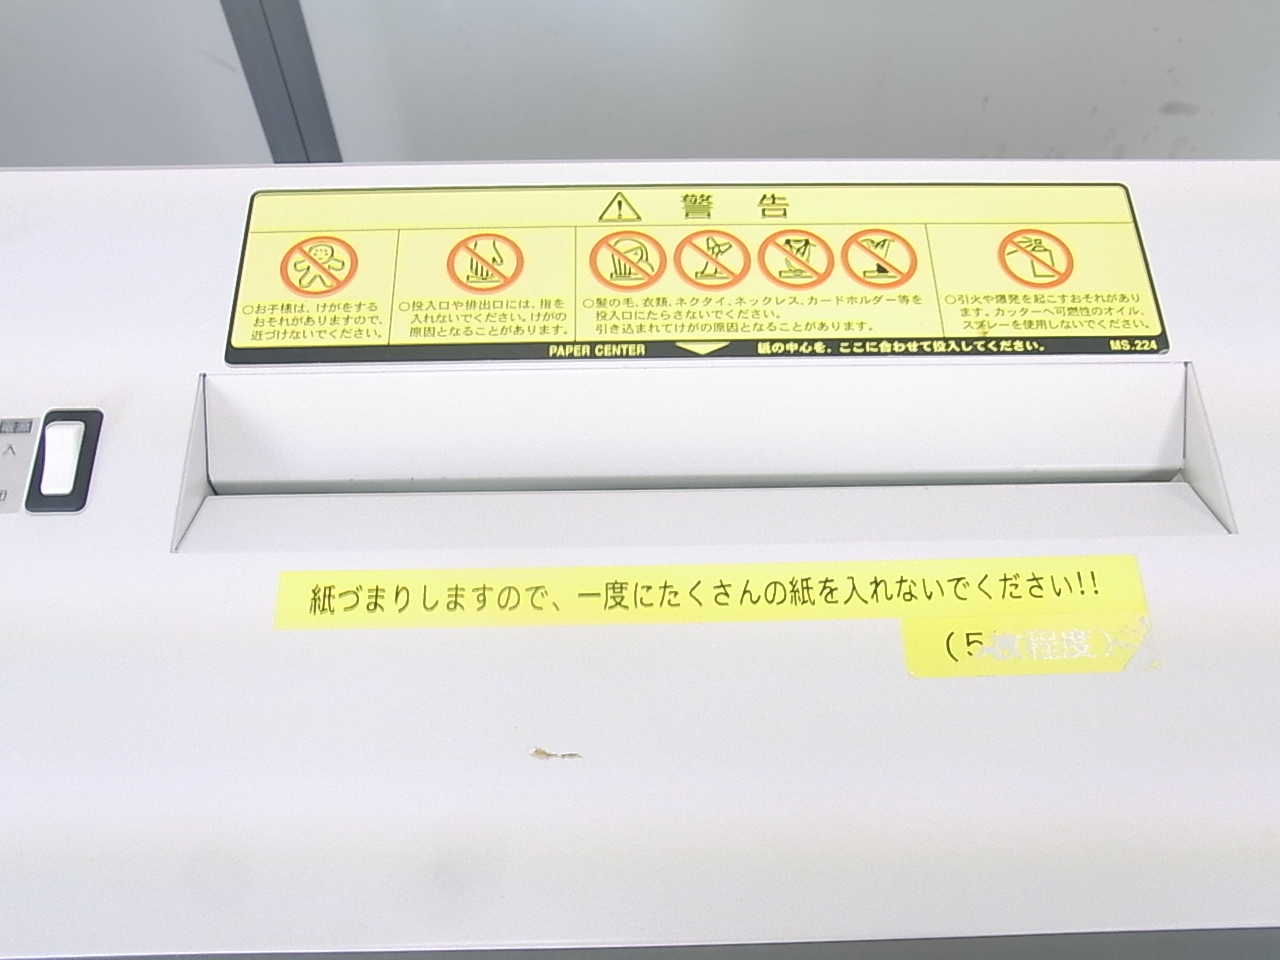 警告
○お子様は、けがをする
おそれがありますので、
近づけないでください。
○投入口や排出口には、指を
入れないでください。けがの
原因となることがあります。
○髪の毛、衣類、ネクタイ、ネックレス、カードホルダー等を
投入口にたらさないでください。
引き込まれてけがの原因となることがあります。
○引火や爆発を起こすおそれがあり
ます。カッターへ可燃性のオイル、
スプレーを使用しないでください。
PAPER CENTER 紙の中心を、ここに合わせて投入してください。 MS.224
入
紙づまりしますので、一度にたくさんの紙を入れないでください!!
(5枚程度)